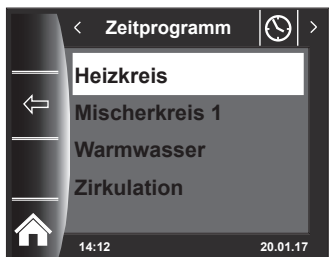 Zeitprogramm
Heizkreis
Mischerkreis 1
Warmwasser
Zirkulation
14:12 20.01.17